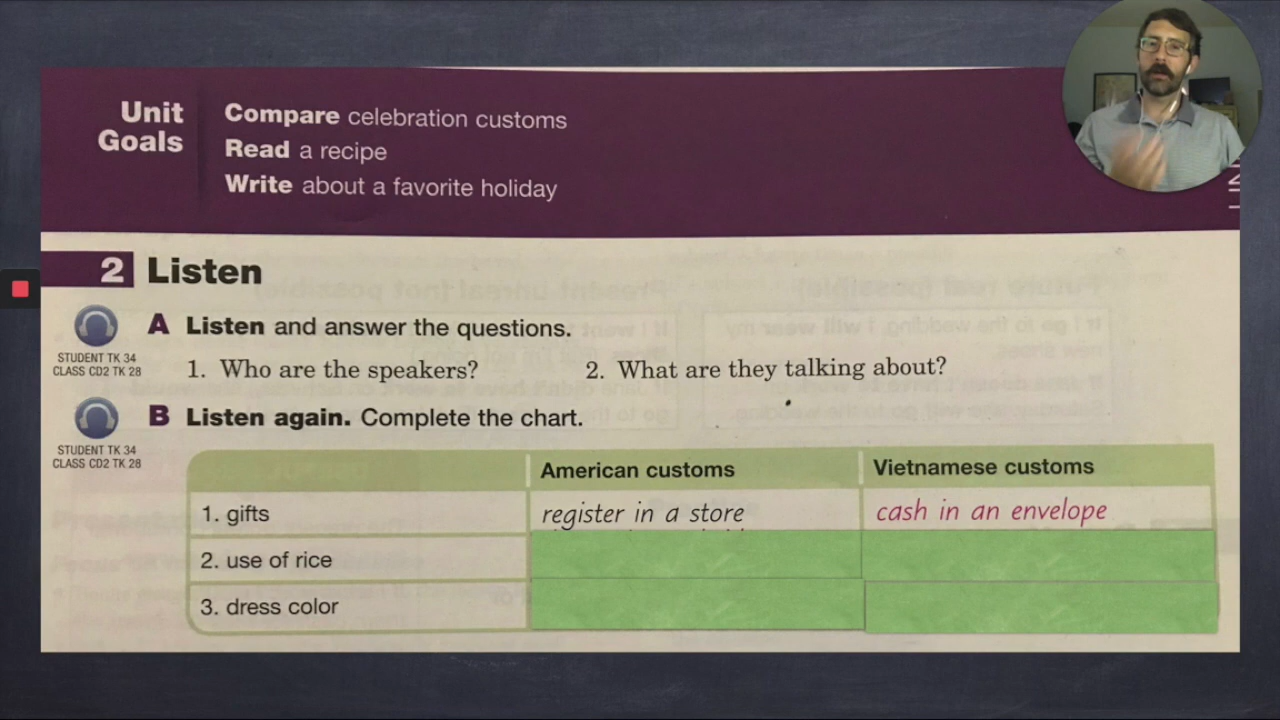 Unit Goals
Compare celebration customs
Read a recipe
Write about a favorite holiday
2 Listen
A Listen and answer the questions.
STUDENT TK 34
CLASS CD2 TK 28
1. Who are the speakers? 2. What are they talking about?
B Listen again. Complete the chart.
STUDENT TK 34
CLASS CD2 TK 28
American customs Vietnamese customs
1. gifts register in a store cash in an envelope
2. use of rice
3. dress color